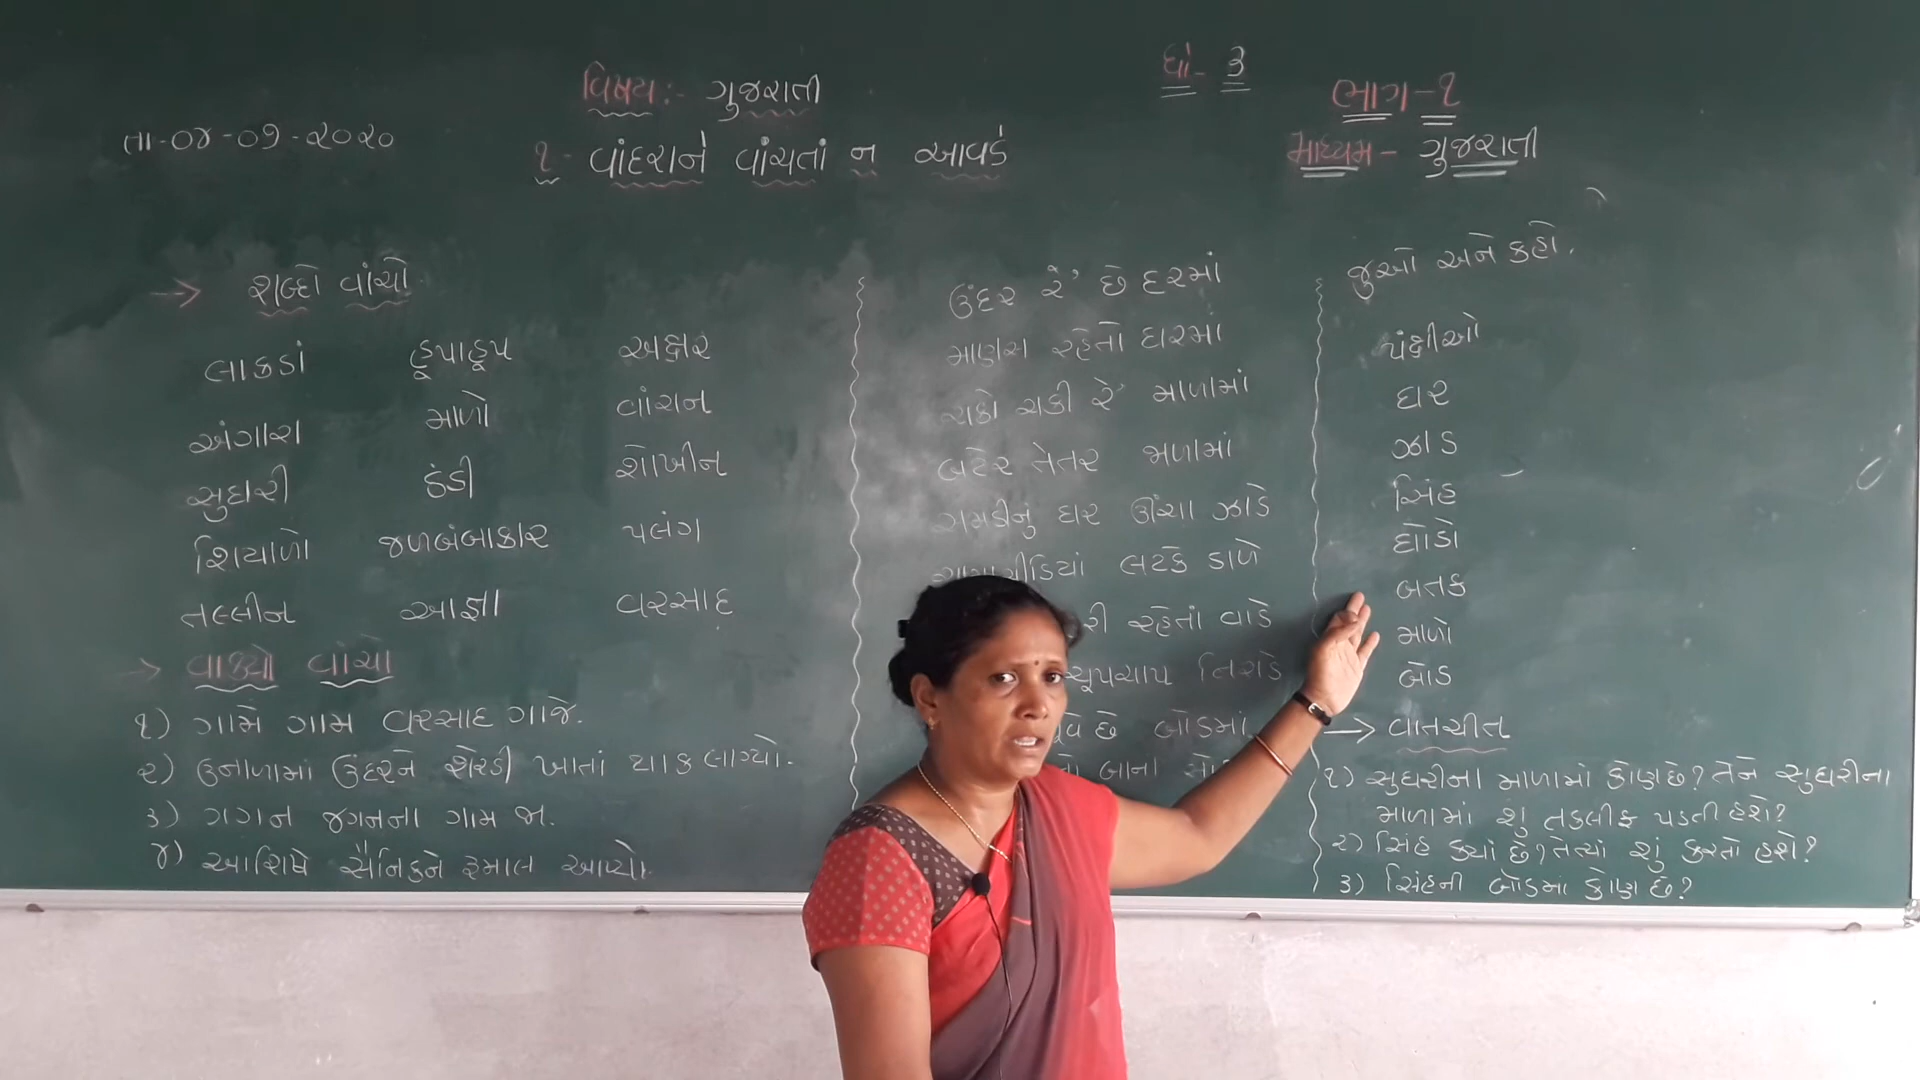 વિષય:- ગુજરાતી
ધો- ૩
ભાગ-૧
તા-૦૪-૦૭-૨૦૨૦
૧- વાંદરાને વાંચતાં ન આવડે
માધ્યમ- ગુજરાતી
→ શબ્દો વાંચો
લાકડાં હૂપાહૂપ અક્ષર
અંગારા માળો વાંચન
સુઘરી ઠંડી શોખીન
શિયાળો જળબંબાકાર પલંગ
તલ્લીન આજ્ઞા વરસાદ
→ વાક્યો વાંચો
૧) ગામે ગામ વરસાદ ગાજે.
૨) ઉનાળામાં ઉંદરને શેરડી ખાતાં થાક લાગ્યો.
૩) ગગન જગનના ગામ જા.
૪) આશિષે સૈનિકને રૂમાલ આપ્યો.
ઉંદર રે' છે દરમાં
માણસ રહેતો ઘરમાં
ચકો ચકી રે' માળામાં
બટેર તેતર મળામાં
સમડીનું ઘર ઊંચા ઝાડે
લટકે ડાળે
રહેતાં વાડે
ચૂપચાપ નિરાંતે
છે બોડમાં
જુઓ અને કહો.
પંક્ષીઓ
ઘર
ઝાડ
સિંહ
ઘોડો
બતક
માળો
બોડ
→ વાતચીત
૧) સુઘરીના માળામાં કોણ છે? તેને સુઘરીના
માળામાં શું તકલીફ પડતી હશે?
૨) સિંહ ક્યાં છે? તે ત્યાં શું કરતો હશે?
૩) સિંહની બોડમાં કોણ છે?